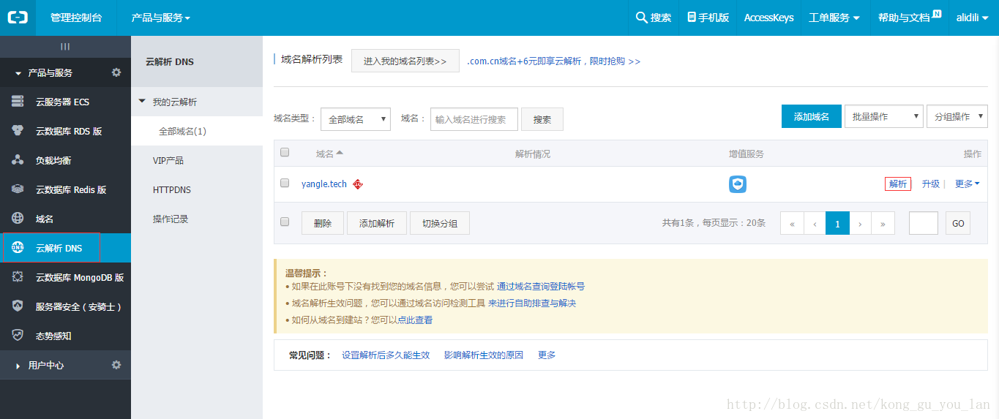 管理控制台 产品与服务 搜索 手机版 AccessKeys 工单服务 帮助与文档 N alidili
产品与服务
云服务器 ECS
云数据库 RDS 版
负载均衡
云数据库 Redis 版
域名
DNS 云解析 DNS
云数据库 MongoDB 版
服务器安全（安骑士）
态势感知
用户中心
云解析 DNS
我的云解析
全部域名(1)
VIP产品
HTTPDNS
操作记录
域名解析列表 进入我的域名列表>> .com.cn域名+6元即享云解析，限时抢购 >>
域名类型： 全部域名 域名： 输入域名进行搜索 搜索 添加域名 批量操作 分组操作
域名 解析情况 增值服务 操作
yangle.tech 解析 升级 | 更多
删除 添加解析 切换分组 共有1条，每页显示：20条 « ‹ 1 › » GO
温馨提示：
• 如果在此账号下没有找到您的域名信息，您可以尝试 通过域名查询登陆帐号
• 域名解析生效问题，您可以通过域名访问检测工具 来进行自助排查与解决
• 如何从域名到建站？您可以点此查看
常见问题： 设置解析后多久能生效 影响解析生效的原因 更多
http://blog.csdn.net/kong_gu_you_lan